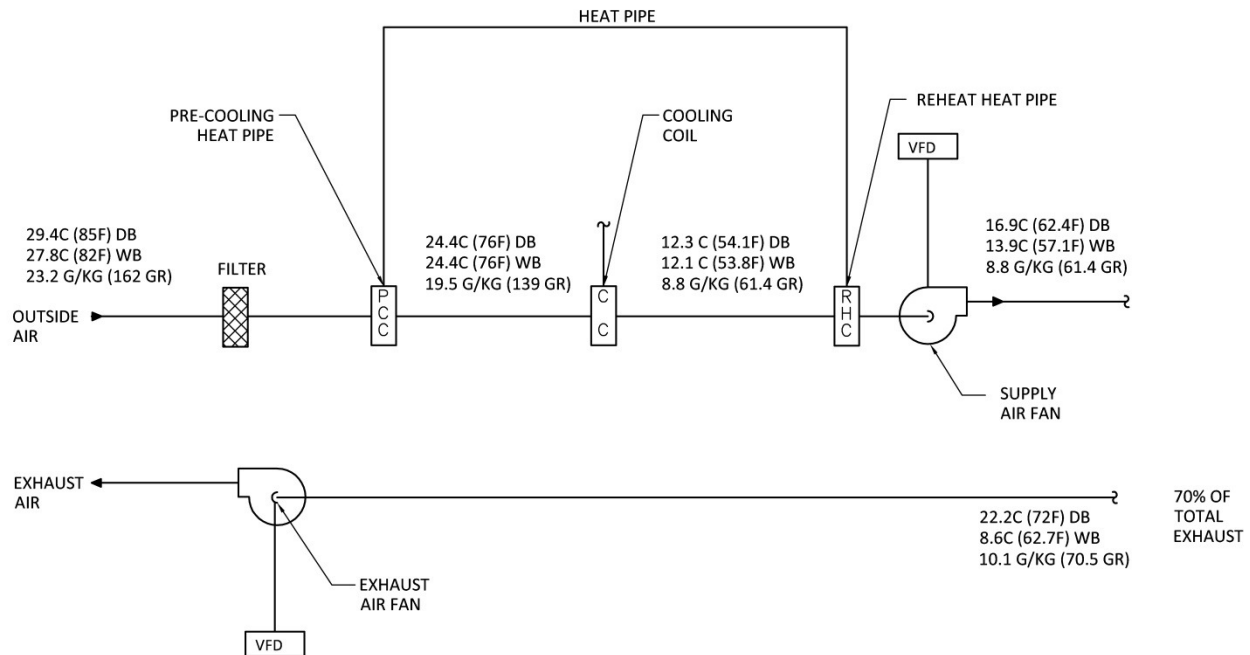 HEAT PIPE
PRE-COOLING
HEAT PIPE
COOLING
COIL
REHEAT HEAT PIPE
VFD
29.4C (85F) DB
27.8C (82F) WB
23.2 G/KG (162 GR)
FILTER
24.4C (76F) DB
24.4C (76F) WB
19.5 G/KG (139 GR)
12.3 C (54.1F) DB
12.1 C (53.8F) WB
8.8 G/KG (61.4 GR)
16.9C (62.4F) DB
13.9C (57.1F) WB
8.8 G/KG (61.4 GR)
OUTSIDE
AIR
P
C
C
C
C
R
H
C
SUPPLY
AIR FAN
EXHAUST
AIR
22.2C (72F) DB
8.6C (62.7F) WB
10.1 G/KG (70.5 GR)
70% OF
TOTAL
EXHAUST
EXHAUST
AIR FAN
VFD